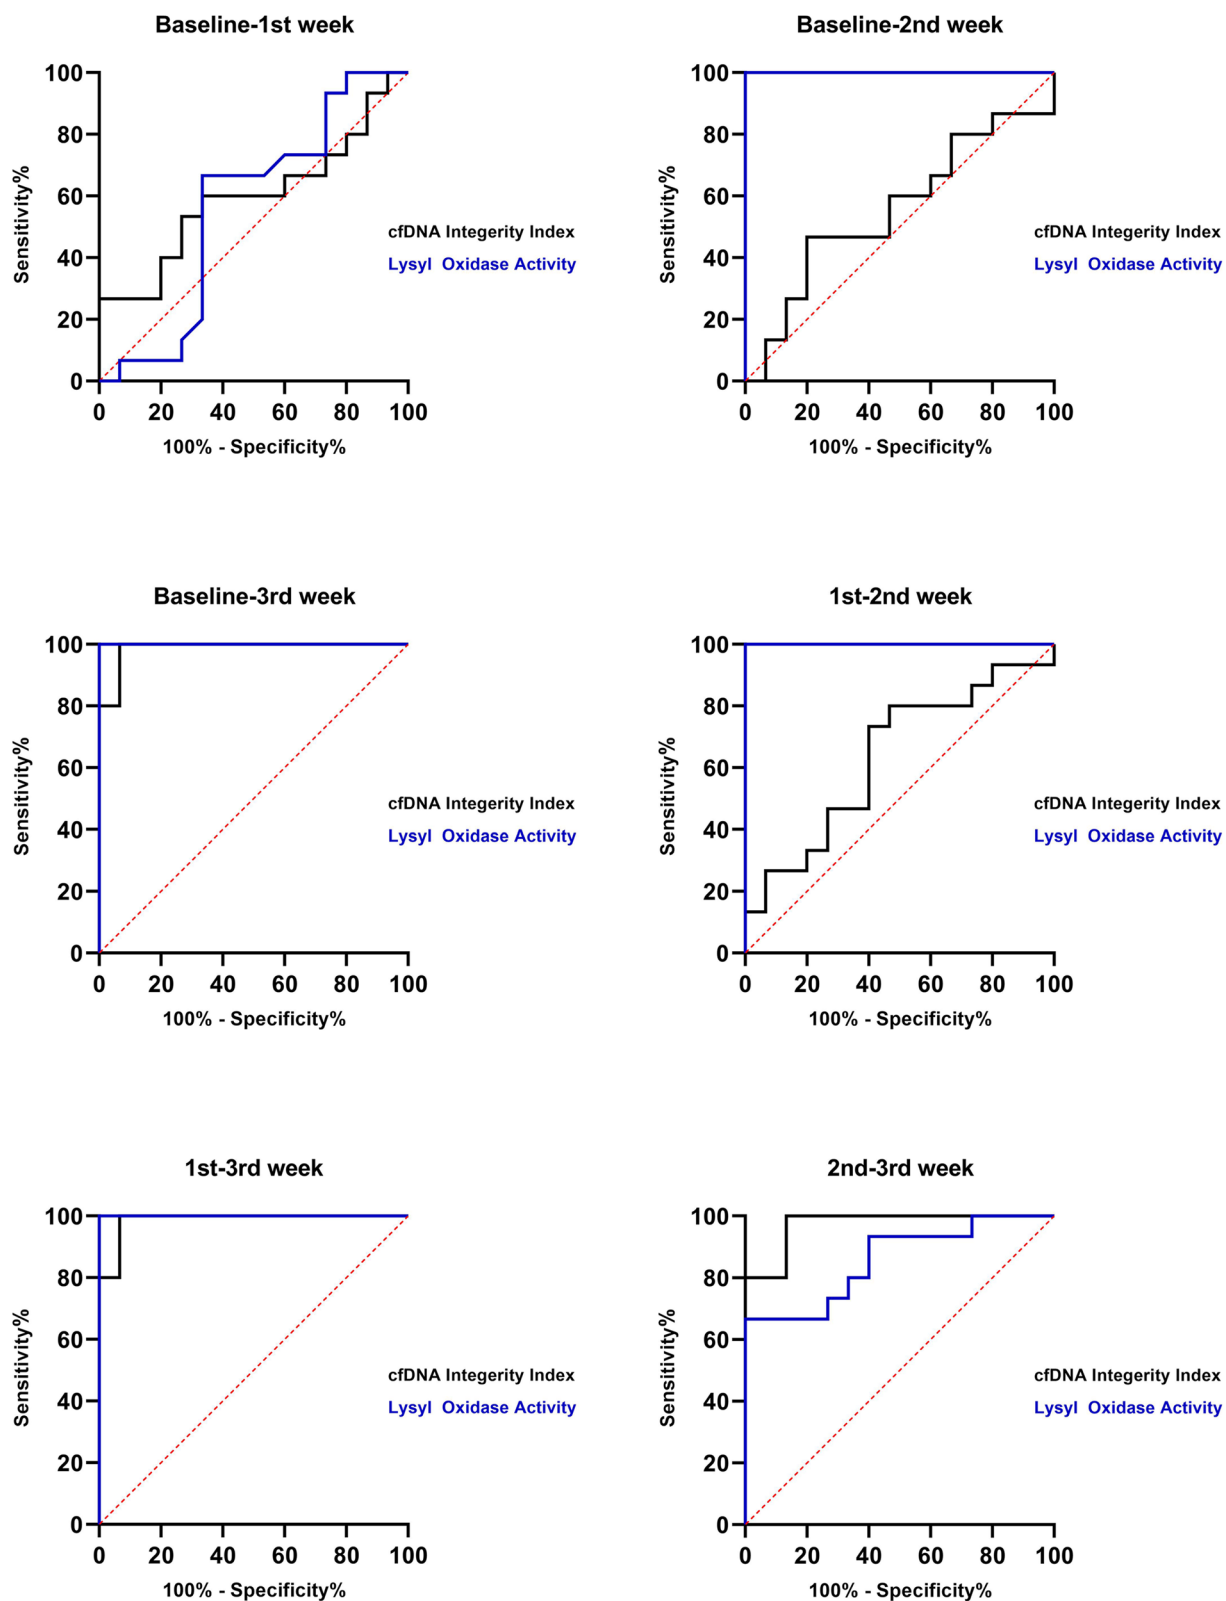 Baseline-1st week
100
80
60
40
20
0
Sensitivity%
cfDNA Integerity Index
Lysyl Oxidase Activity
0 20 40 60 80 100
100% - Specificity%
Baseline-2nd week
100
80
60
40
20
0
Sensitivity%
cfDNA Integerity Index
Lysyl Oxidase Activity
0 20 40 60 80 100
100% - Specificity%
Baseline-3rd week
100
80
60
40
20
0
Sensitivity%
cfDNA Integerity Index
Lysyl Oxidase Activity
0 20 40 60 80 100
100% - Specificity%
1st-2nd week
100
80
60
40
20
0
Sensitivity%
cfDNA Integerity Index
Lysyl Oxidase Activity
0 20 40 60 80 100
100% - Specificity%
1st-3rd week
100
80
60
40
20
0
Sensitivity%
cfDNA Integerity Index
Lysyl Oxidase Activity
0 20 40 60 80 100
100% - Specificity%
2nd-3rd week
100
80
60
40
20
0
Sensitivity%
cfDNA Integerity Index
Lysyl Oxidase Activity
0 20 40 60 80 100
100% - Specificity%